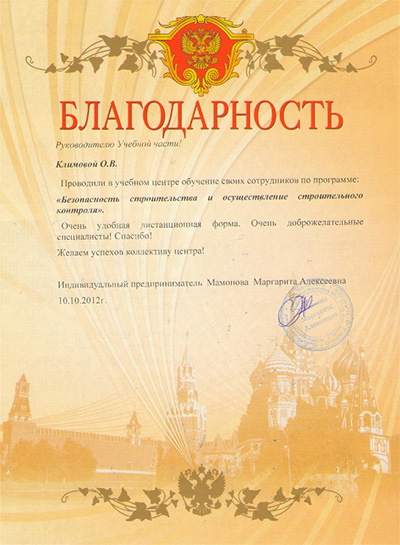 БЛАГОДАРНОСТЬ
Руководителю Учебной части!
Климовой О.В.
Проводили в учебном центре обучение своих сотрудников по программе:
«Безопасность строительства и осуществление строительного
контроля».
Очень удобная дистанционная форма. Очень доброжелательные
специалисты! Спасибо!
Желаем успехов коллективу центра!
Индивидуальный предприниматель Мамонова Маргарита Алексеевна
10.10.2012г.